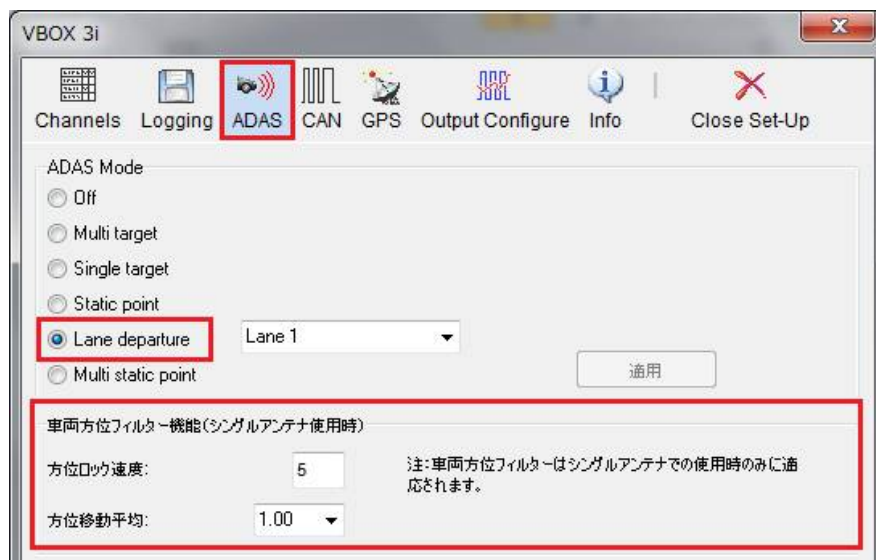 VBOX 3i
Channels Logging ADAS CAN GPS Output Configure Info Close Set-Up
ADAS Mode
Off
Multi target
Single target
Static point
Lane departure Lane 1
Multi static point 適用
車両方位フィルター機能(シングルアンテナ使用時)
方位ロック速度: 5 注:車両方位フィルターはシングルアンテナでの使用時のみに適
応されます。
方位移動平均: 1.00